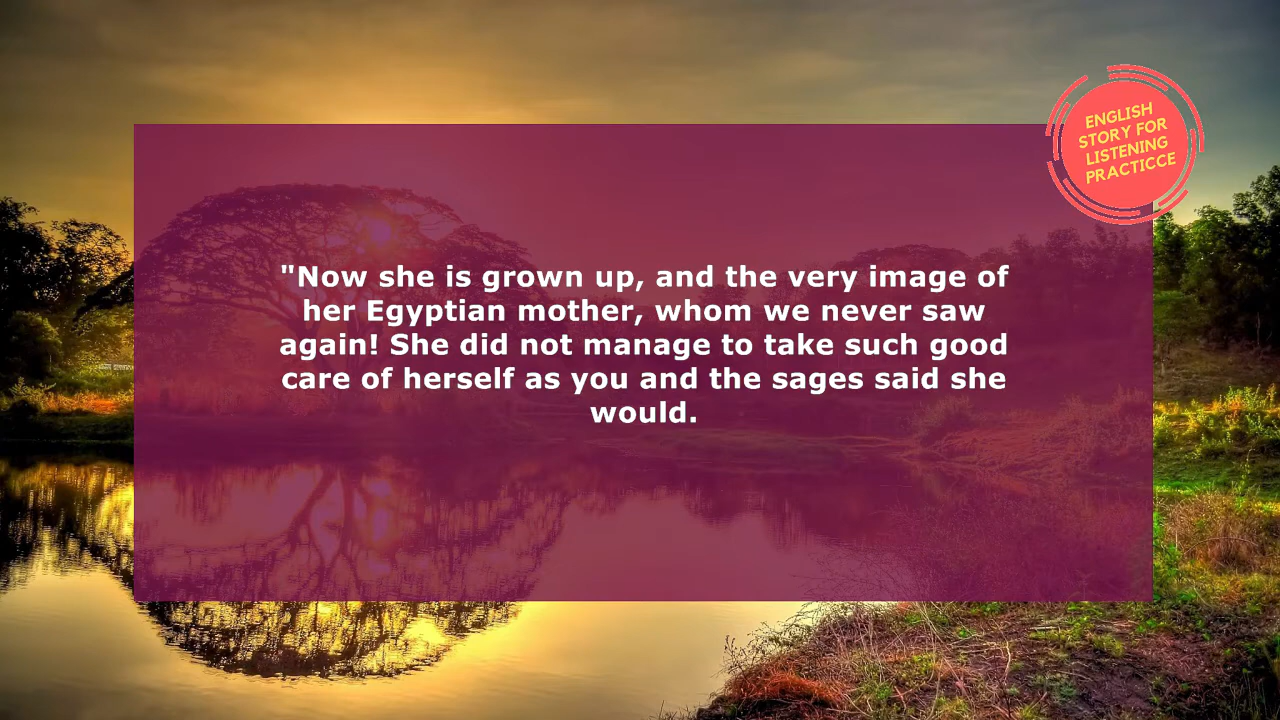 ENGLISH
STORY FOR
LISTENING
PRACTICCE
"Now she is grown up, and the very image of
her Egyptian mother, whom we never saw
again! She did not manage to take such good
care of herself as you and the sages said she
would.